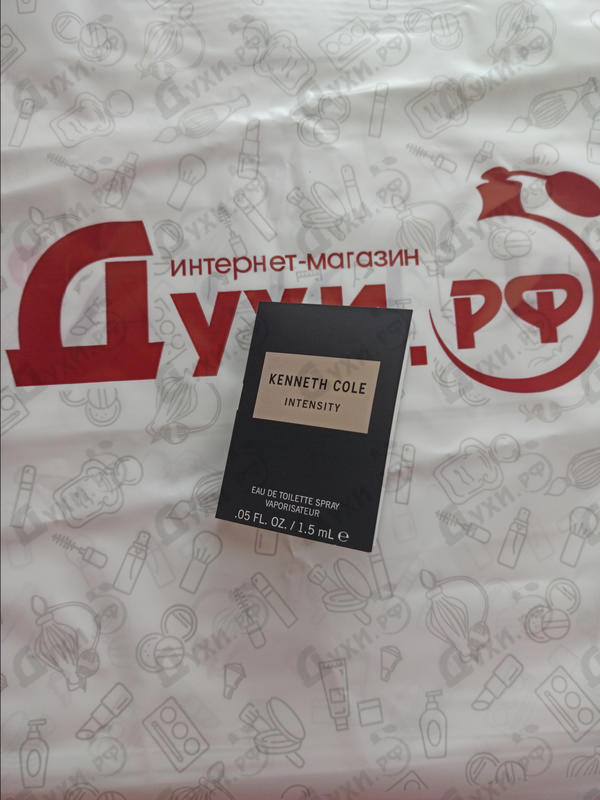 интернет-магазин
Духи.РФ
KENNETH COLE
INTENSITY
EAU DE TOILETTE SPRAY
VAPORISATEUR
.05 FL. OZ. / 1.5 mL ℮